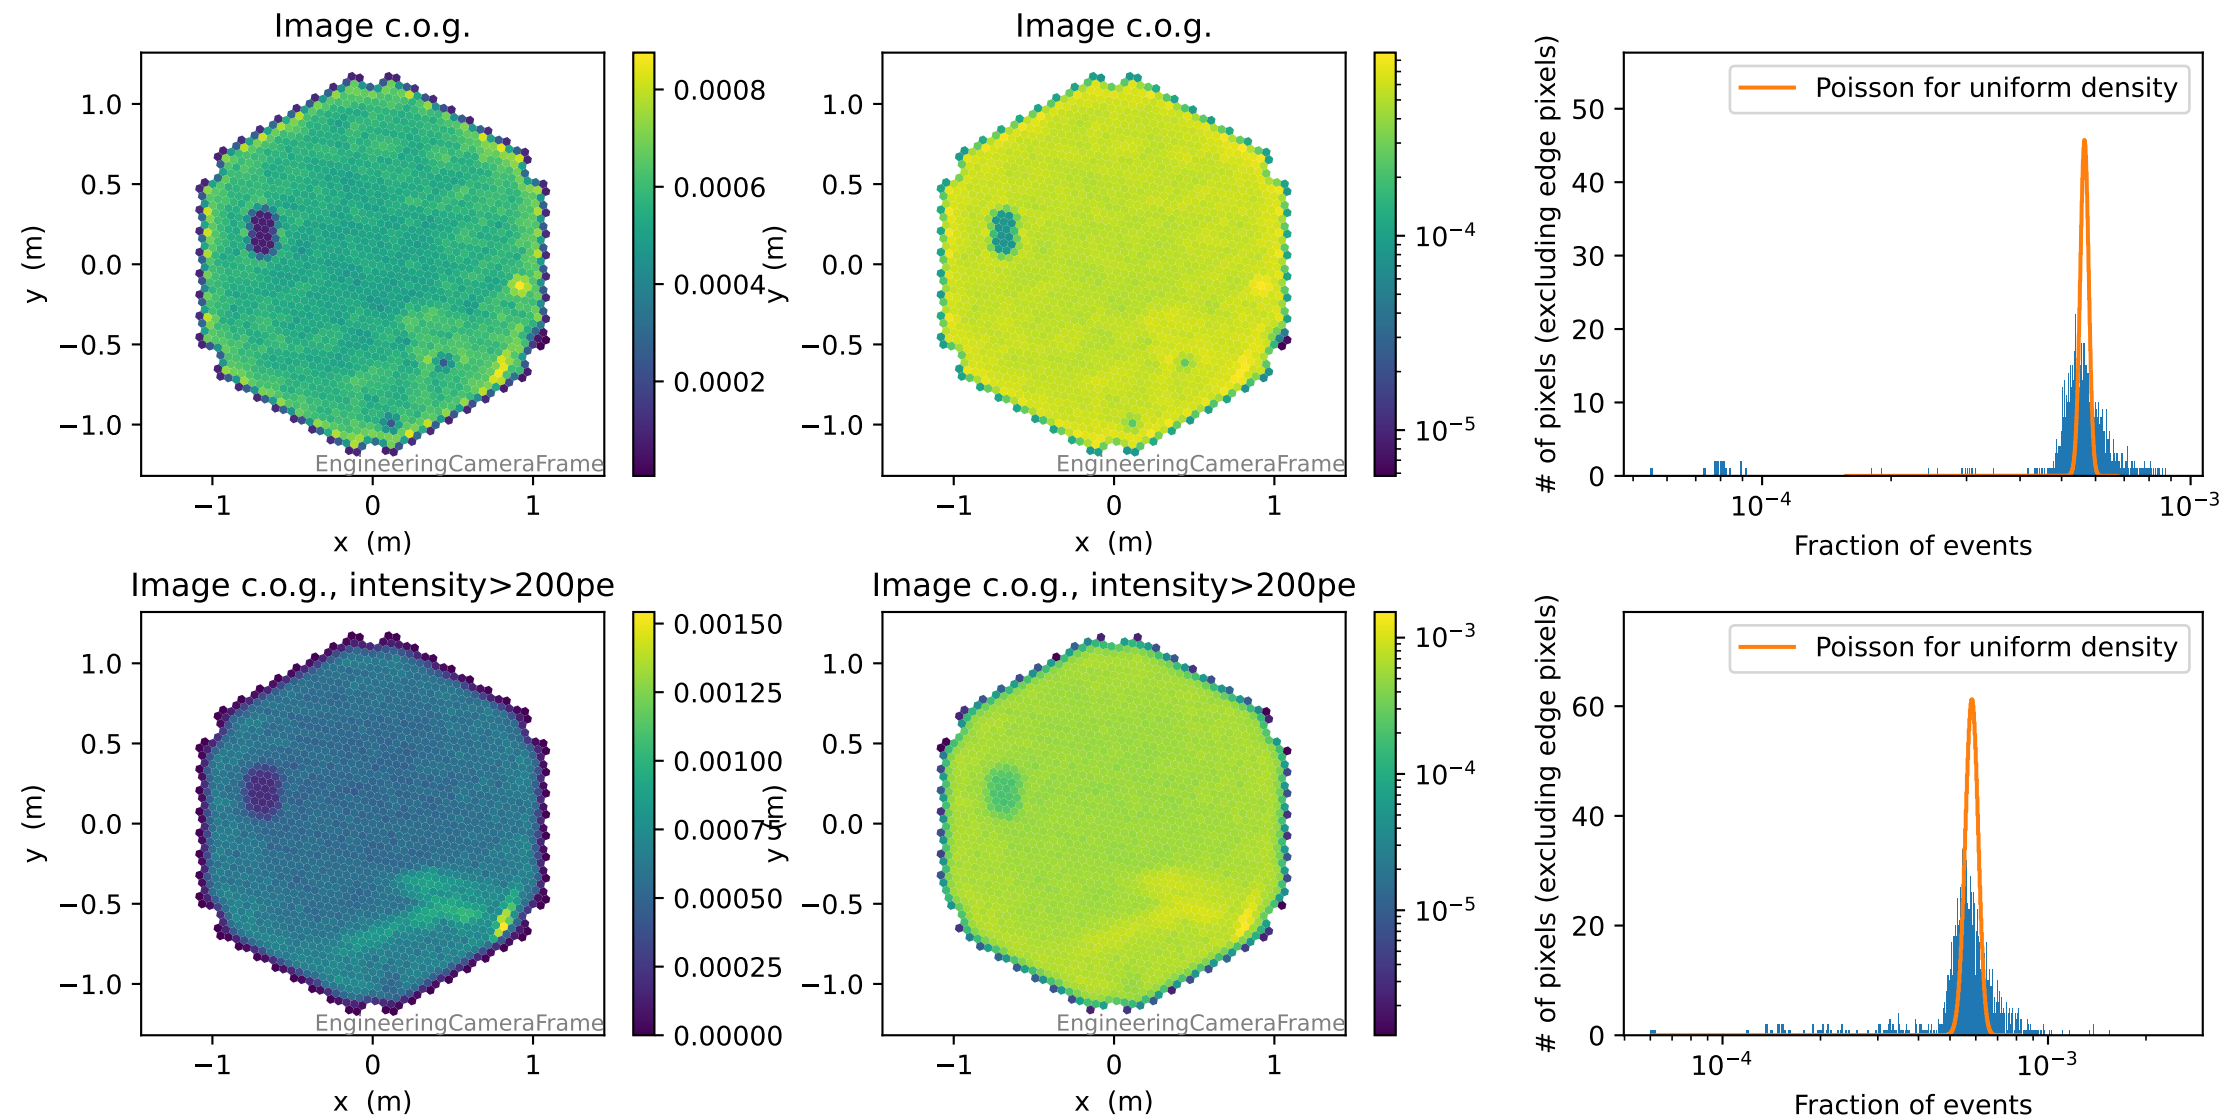 Image c.o.g.
1.0
0.5
0.0
−0.5
−1.0
y (m)
−1 0 1
x (m)
EngineeringCameraFrame
0.0008
0.0006
0.0004
0.0002
Image c.o.g.
1.0
0.5
0.0
−0.5
−1.0
y (m)
−1 0 1
x (m)
EngineeringCameraFrame
10−4
10−5
# of pixels (excluding edge pixels)
50
40
30
20
10
0
Poisson for uniform density
10−4 10−3
Fraction of events
Image c.o.g., intensity>200pe
1.0
0.5
0.0
−0.5
−1.0
y (m)
−1 0 1
x (m)
EngineeringCameraFrame
0.00150
0.00125
0.00100
0.0007
0.00050
0.00025
0.00000
Image c.o.g., intensity>200pe
1.0
0.5
0.0
−0.5
−1.0
y (m)
−1 0 1
x (m)
EngineeringCameraFrame
10−3
10−4
10−5
# of pixels (excluding edge pixels)
60
40
20
0
Poisson for uniform density
10−4 10−3
Fraction of events